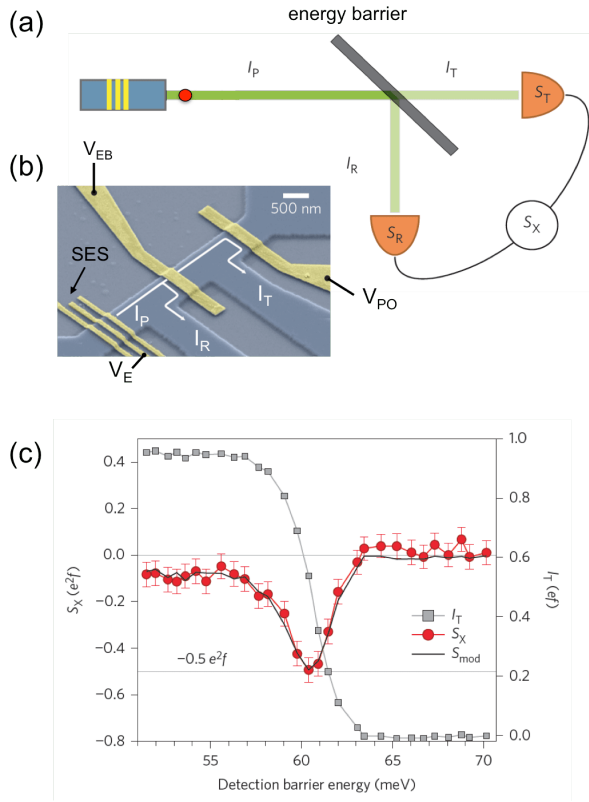 (a)
energy barrier
I_P
I_T
S_T
I_R
S_R
S_X
(b)
V_EB
500 nm
SES
I_T
I_P
I_R
V_PO
V_E
(c)
0.4
0.2
0.0
−0.2
−0.4
−0.6
−0.8
S_X (e²f)
1.0
0.8
0.6
0.4
0.2
0.0
I_T (ef)
−0.5 e²f
I_T
S_X
S_mod
55 60 65 70
Detection barrier energy (meV)